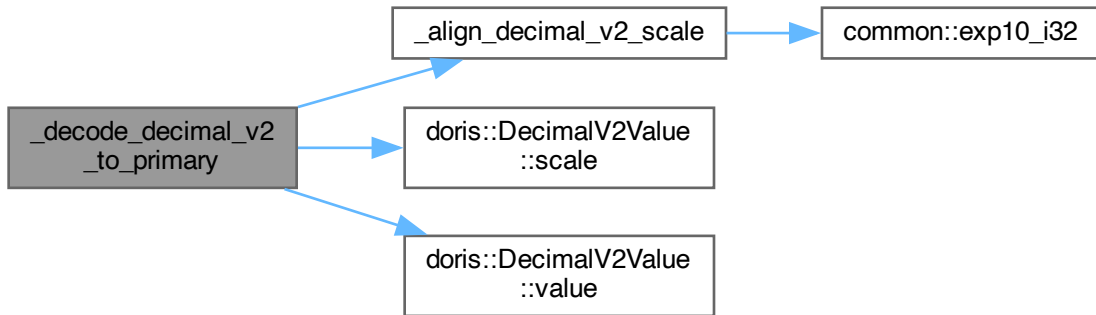 _align_decimal_v2_scale
common::exp10_i32
_decode_decimal_v2
_to_primary
doris::DecimalV2Value
::scale
doris::DecimalV2Value
::value